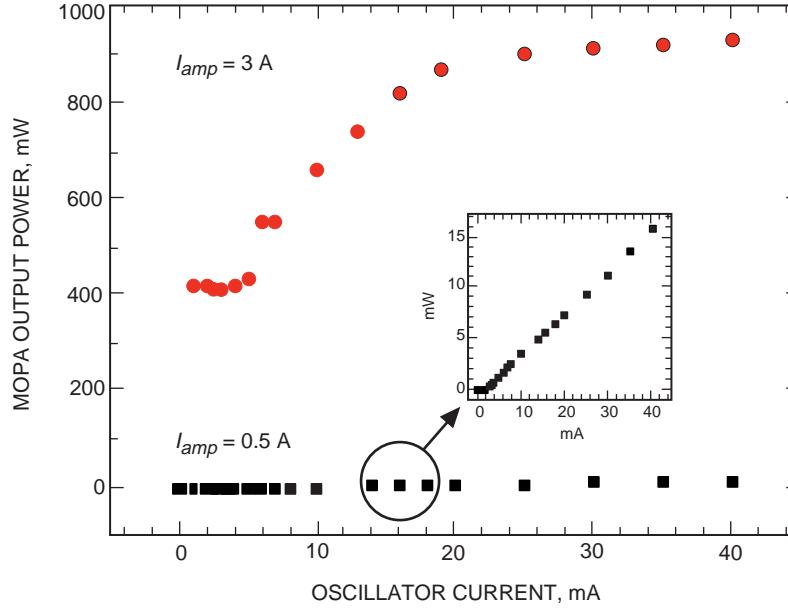 1000
800
600
400
200
0
MOPA OUTPUT POWER, mW
I_amp = 3 A
I_amp = 0.5 A
15
10
5
0
mW
0 10 20 30 40
mA
0 10 20 30 40
OSCILLATOR CURRENT, mA